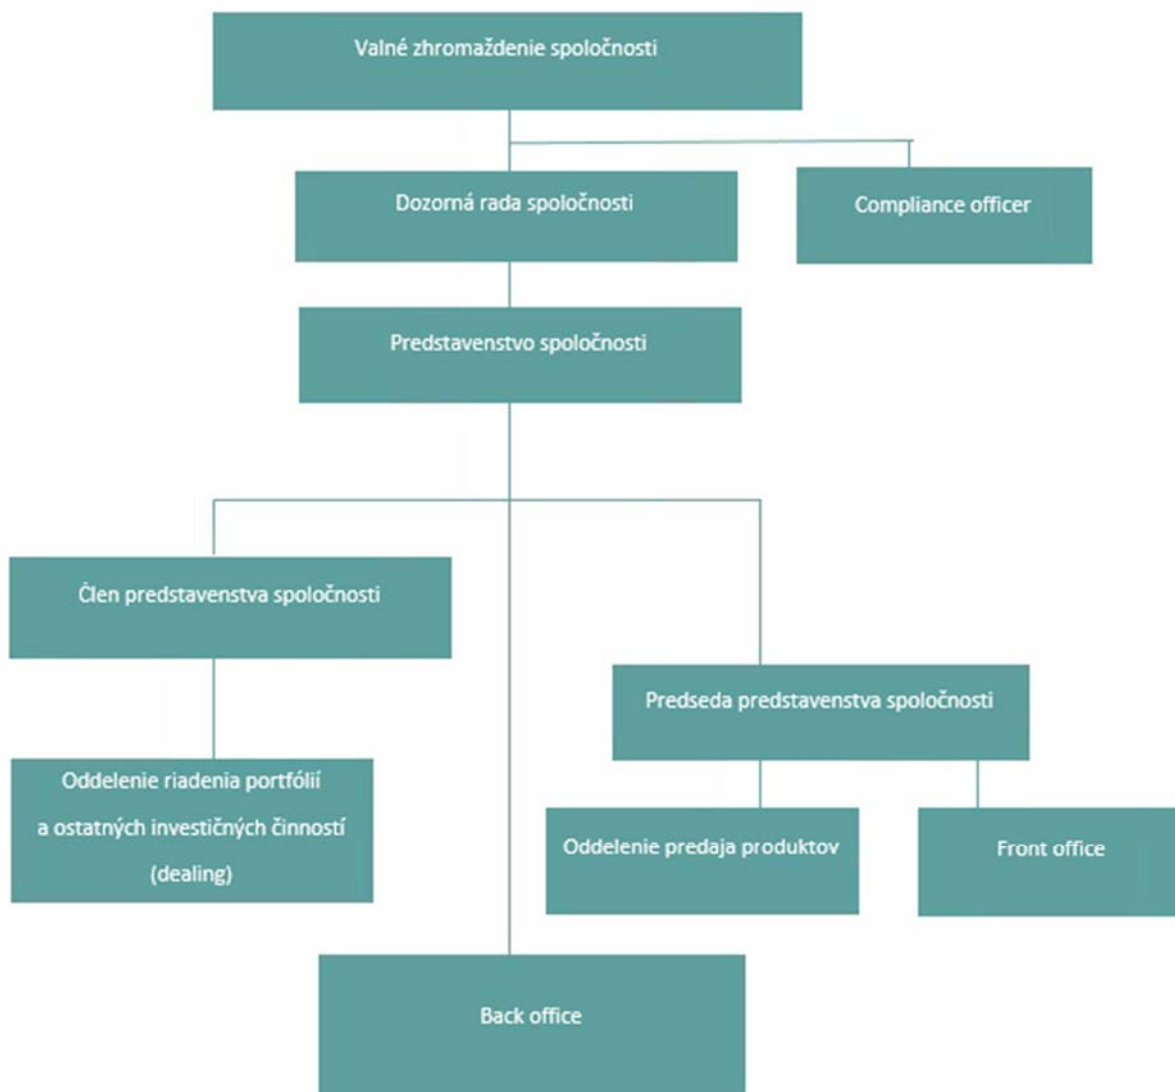 Valné zhromaždenie spoločnosti
Dozorná rada spoločnosti
Compliance officer
Predstavenstvo spoločnosti
Člen predstavenstva spoločnosti
Predseda predstavenstva spoločnosti
Oddelenie riadenia portfólií
a ostatných investičných činností
(dealing)
Oddelenie predaja produktov
Front office
Back office